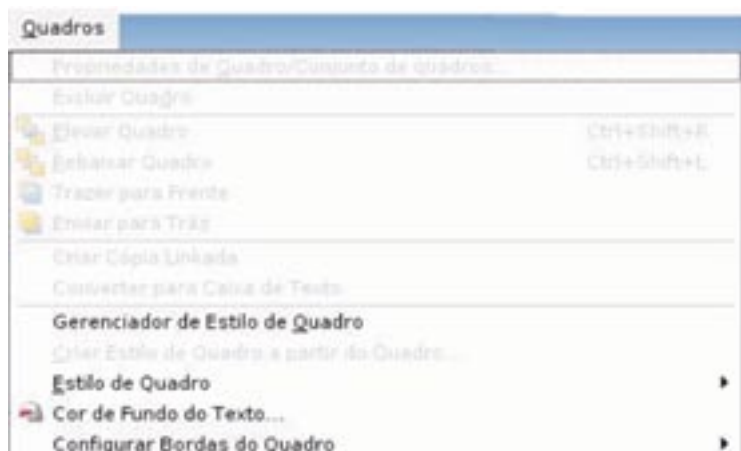 Quadros
Propriedades de Quadro/Conjunto de quadros...
Excluir Quadro
Elevar Quadro Ctrl+Shift+R
Rebaixar Quadro Ctrl+Shift+L
Trazer para Frente
Enviar para Trás
Criar Cópia Linkada
Converter para Caixa de Texto
Gerenciador de Estilo de Quadro
Criar Estilo de Quadro a partir do Quadro...
Estilo de Quadro
Cor de Fundo do Texto...
Configurar Bordas do Quadro